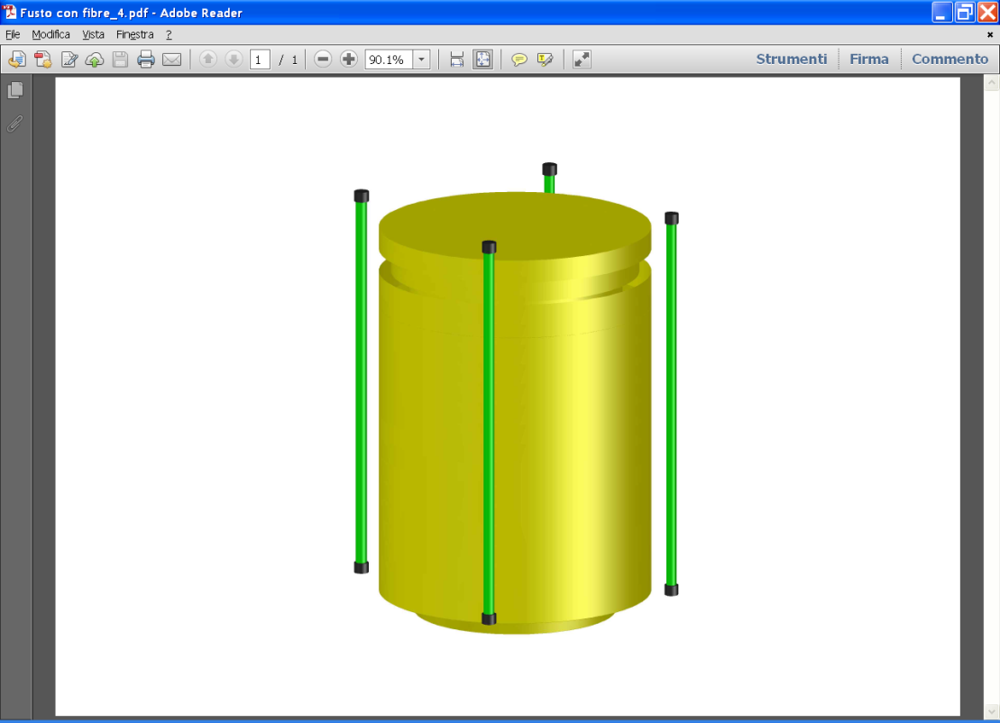 Fusto con fibre_4.pdf - Adobe Reader
File Modifica Vista Finestra ?
1 / 1 90.1% Strumenti Firma Commento